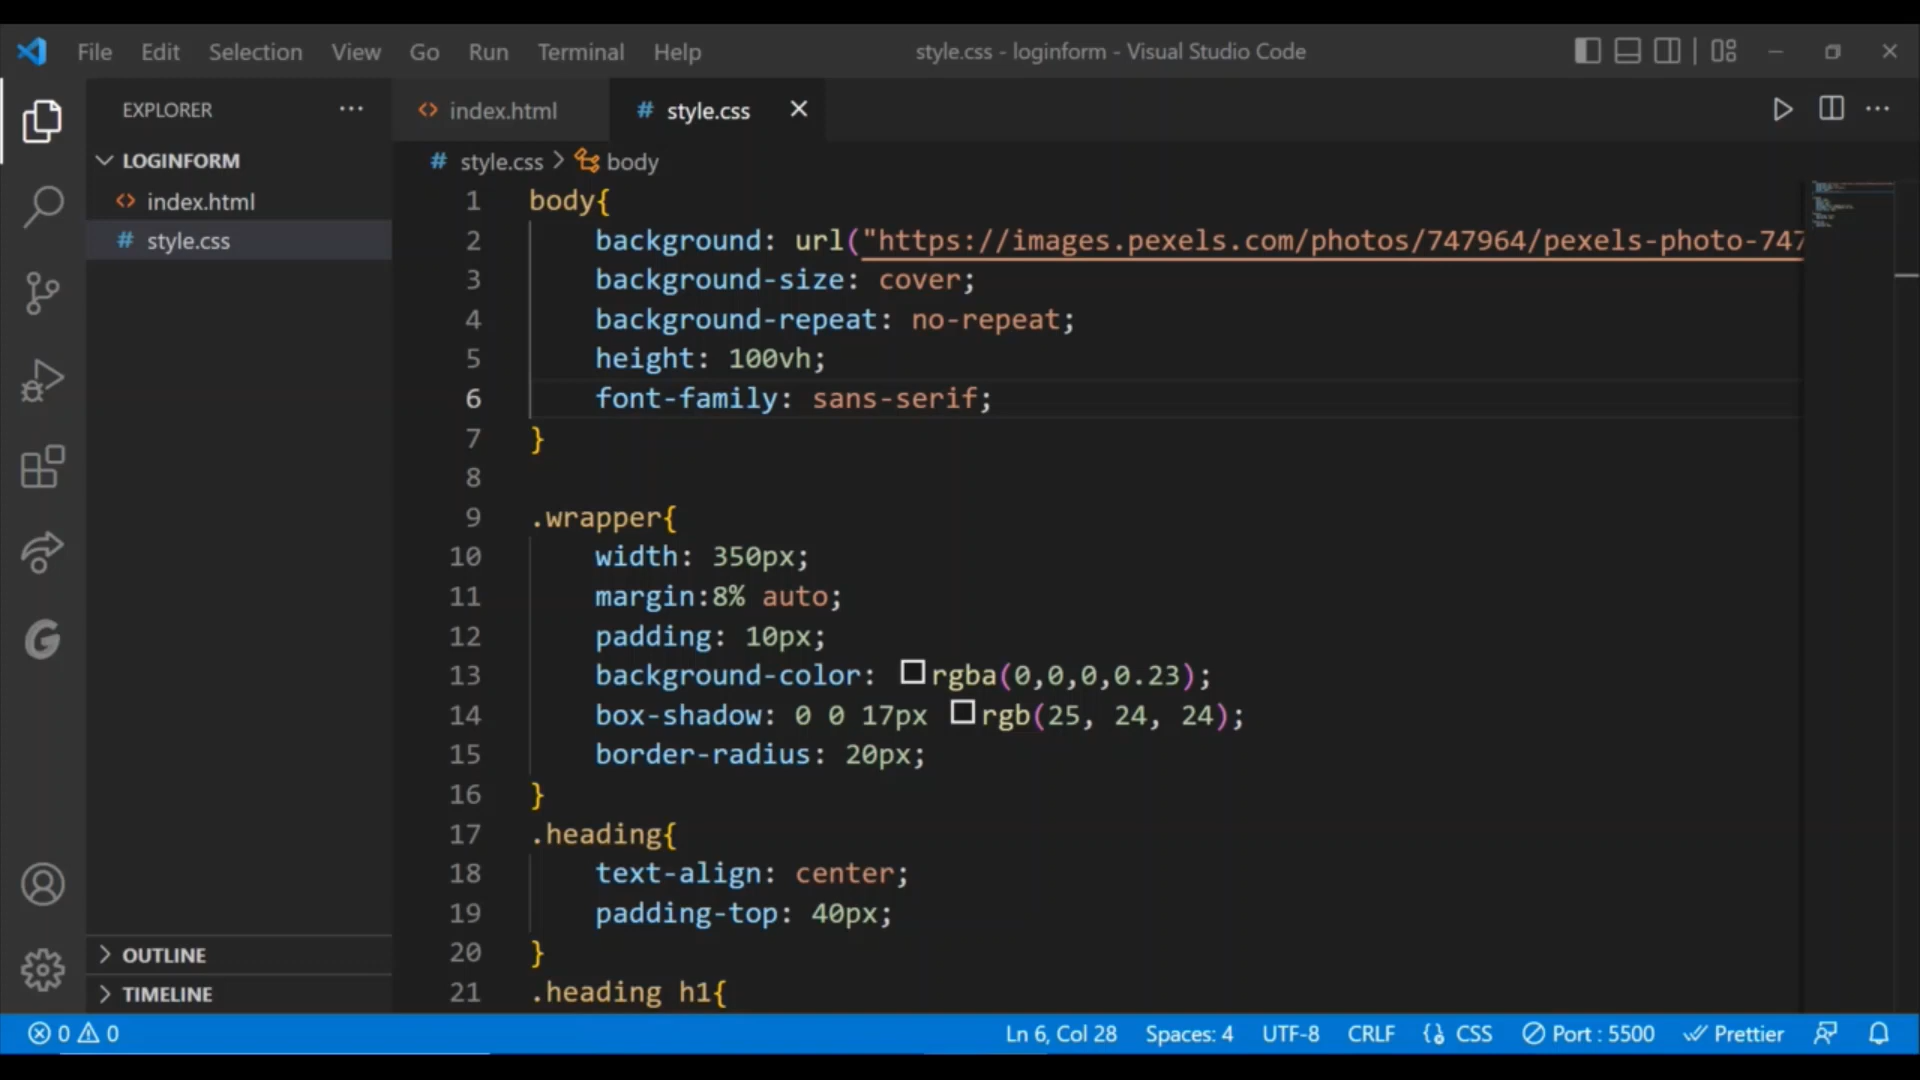 File Edit Selection View Go Run Terminal Help style.css - loginform - Visual Studio Code
EXPLORER
LOGINFORM
index.html
style.css
OUTLINE
TIMELINE
index.html style.css
style.css > body
1 body{
2 background: url("https://images.pexels.com/photos/747964/pexels-photo-747
3 background-size: cover;
4 background-repeat: no-repeat;
5 height: 100vh;
6 font-family: sans-serif;
7 }
8
9 .wrapper{
10 width: 350px;
11 margin:8% auto;
12 padding: 10px;
13 background-color: rgba(0,0,0,0.23);
14 box-shadow: 0 0 17px rgb(25, 24, 24);
15 border-radius: 20px;
16 }
17 .heading{
18 text-align: center;
19 padding-top: 40px;
20 }
21 .heading h1{
0 0 Ln 6, Col 28 Spaces: 4 UTF-8 CRLF CSS Port : 5500 Prettier